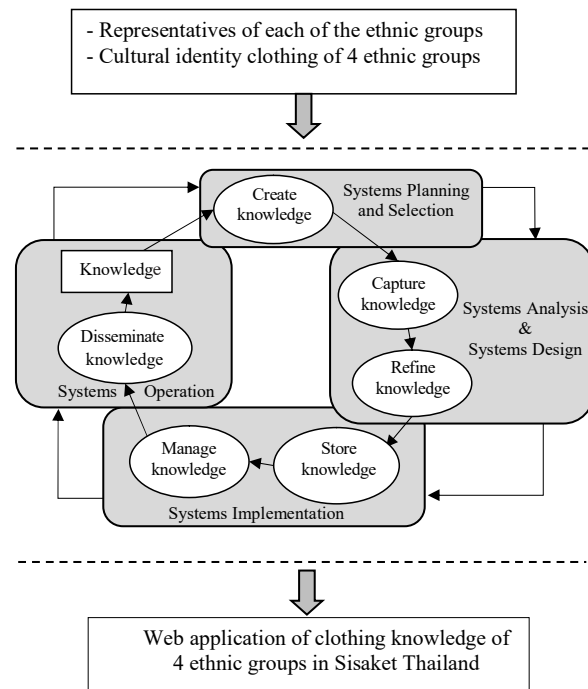 - Representatives of each of the ethnic groups
- Cultural identity clothing of 4 ethnic groups
Create
knowledge
Systems Planning
and Selection
Knowledge
Capture
knowledge
Systems Analysis
&
Systems Design
Disseminate
knowledge
Refine
knowledge
Systems Operation
Manage
knowledge
Store
knowledge
Systems Implementation
Web application of clothing knowledge of
4 ethnic groups in Sisaket Thailand